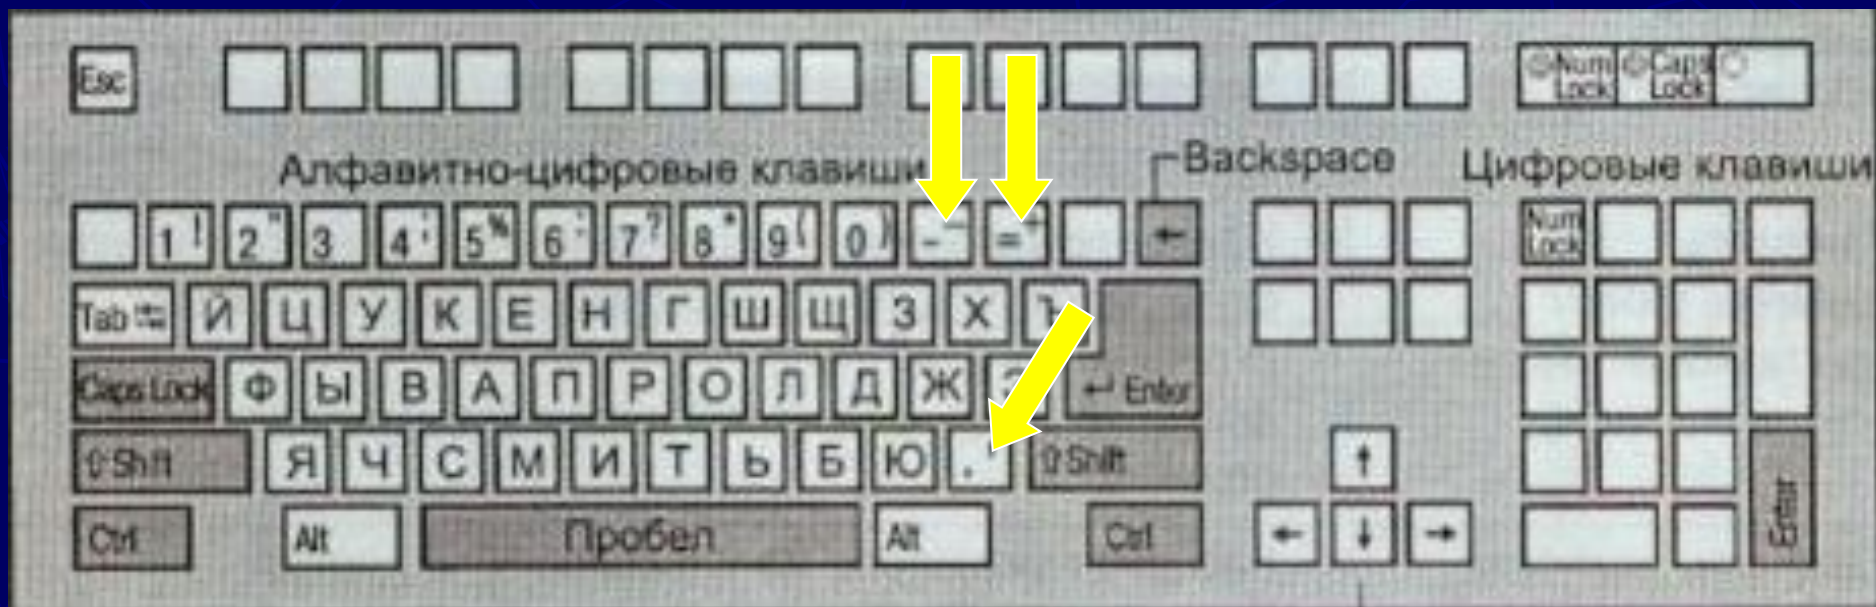 Esc Num Lock Caps Lock
Алфавитно-цифровые клавиши Backspace Цифровые клавиши
1 ! 2 " 3 4 ; 5 % 6 : 7 ? 8 * 9 ( 0 ) - _ = + ← Num Lock
Tab Й Ц У К Е Н Г Ш Щ З Х Ъ
Caps Lock Ф Ы В А П Р О Л Д Ж Э ↵ Enter
⇧ Shift Я Ч С М И Т Ь Б Ю . ⇧ Shift ↑ Enter
Ctrl Alt Пробел Alt Ctrl ← ↓ →